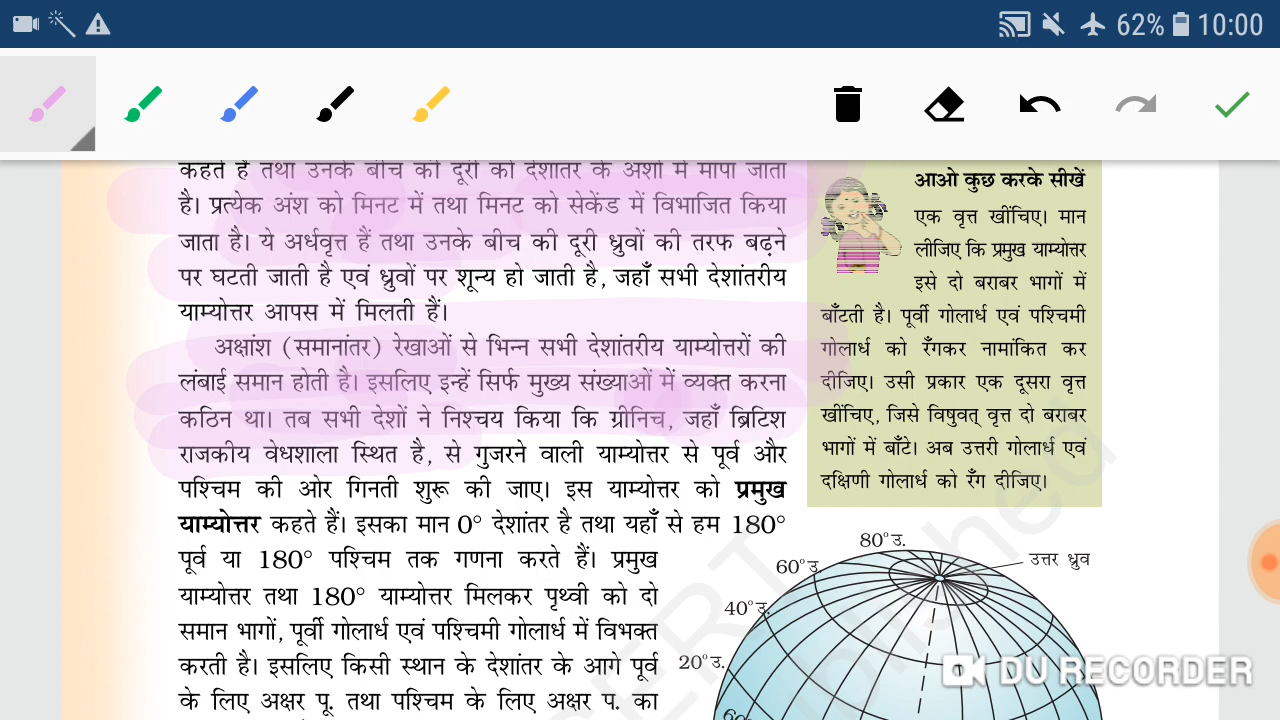 62% 10:00
कहते हैं तथा उनके बीच की दूरी को देशांतर के अंशों में मापा जाता
है। प्रत्येक अंश को मिनट में तथा मिनट को सेकेंड में विभाजित किया
जाता है। ये अर्धवृत्त हैं तथा उनके बीच की दूरी ध्रुवों की तरफ बढ़ने
पर घटती जाती है एवं ध्रुवों पर शून्य हो जाती है, जहाँ सभी देशांतरीय
याम्योत्तर आपस में मिलती हैं।
अक्षांश (समानांतर) रेखाओं से भिन्न सभी देशांतरीय याम्योत्तरों की
लंबाई समान होती है। इसलिए इन्हें सिर्फ मुख्य संख्याओं में व्यक्त करना
कठिन था। तब सभी देशों ने निश्चय किया कि ग्रीनिच, जहाँ ब्रिटिश
राजकीय वेधशाला स्थित है, से गुजरने वाली याम्योत्तर से पूर्व और
पश्चिम की ओर गिनती शुरू की जाए। इस याम्योत्तर को प्रमुख
याम्योत्तर कहते हैं। इसका मान 0° देशांतर है तथा यहाँ से हम 180°
पूर्व या 180° पश्चिम तक गणना करते हैं। प्रमुख
याम्योत्तर तथा 180° याम्योत्तर मिलकर पृथ्वी को दो
समान भागों, पूर्वी गोलार्ध एवं पश्चिमी गोलार्ध में विभक्त
करती है। इसलिए किसी स्थान के देशांतर के आगे पूर्व
के लिए अक्षर पू. तथा पश्चिम के लिए अक्षर प. का
आओ कुछ करके सीखें
एक वृत्त खींचिए। मान
लीजिए कि प्रमुख याम्योत्तर
इसे दो बराबर भागों में
बाँटती है। पूर्वी गोलार्ध एवं पश्चिमी
गोलार्ध को रँगकर नामांकित कर
दीजिए। उसी प्रकार एक दूसरा वृत्त
खींचिए, जिसे विषुवत् वृत्त दो बराबर
भागों में बाँटे। अब उत्तरी गोलार्ध एवं
दक्षिणी गोलार्ध को रँग दीजिए।
80°उ.
उत्तर ध्रुव
60°उ.
40°उ.
20°उ.
DU RECORDER